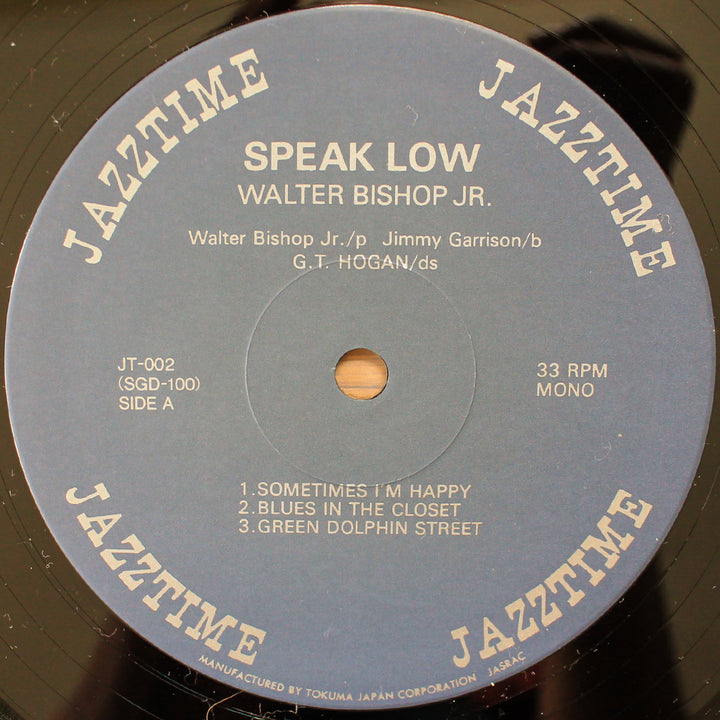 JAZZTIME
JAZZTIME
SPEAK LOW
WALTER BISHOP JR.
Walter Bishop Jr./p Jimmy Garrison/b
G.T. HOGAN/ds
JT-002
(SGD-100)
SIDE A
33 RPM
MONO
1.SOMETIMES I'M HAPPY
2.BLUES IN THE CLOSET
3.GREEN DOLPHIN STREET
JAZZTIME
JAZZTIME
MANUFACTURED BY TOKUMA JAPAN CORPORATION JASRAC